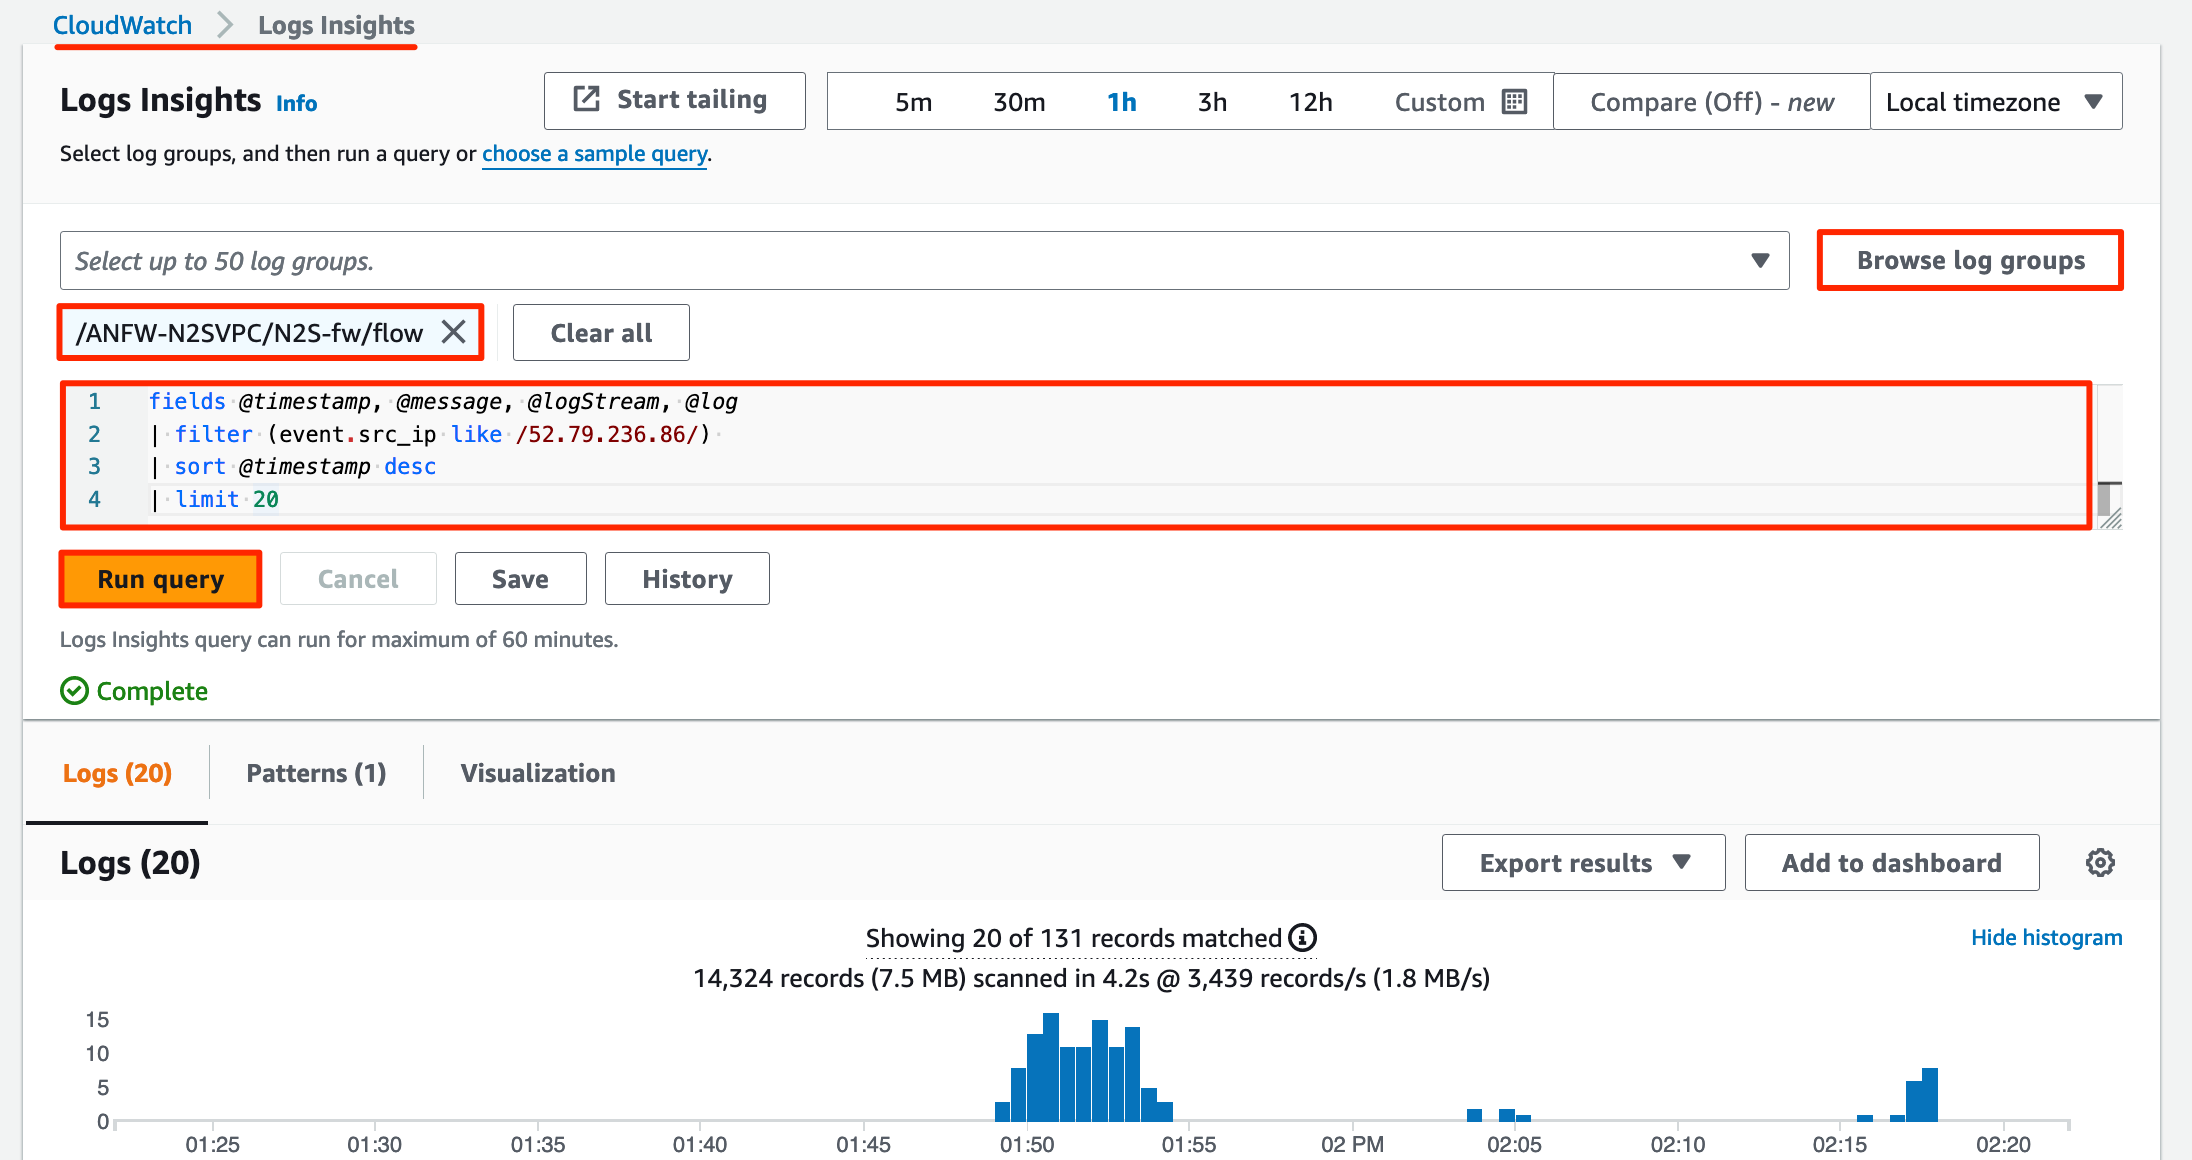 CloudWatch > Logs Insights
Logs Insights Info
Start tailing
5m 30m 1h 3h 12h Custom Compare (Off) - new Local timezone
Select log groups, and then run a query or choose a sample query.
Select up to 50 log groups.
Browse log groups
/ANFW-N2SVPC/N2S-fw/flow
Clear all
1 fields @timestamp, @message, @logStream, @log
2 | filter (event.src_ip like /52.79.236.86/)
3 | sort @timestamp desc
4 | limit 20
Run query Cancel Save History
Logs Insights query can run for maximum of 60 minutes.
Complete
Logs (20) Patterns (1) Visualization
Logs (20)
Export results Add to dashboard
Showing 20 of 131 records matched
Hide histogram
14,324 records (7.5 MB) scanned in 4.2s @ 3,439 records/s (1.8 MB/s)
15
10
5
0
01:25 01:30 01:35 01:40 01:45 01:50 01:55 02 PM 02:05 02:10 02:15 02:20